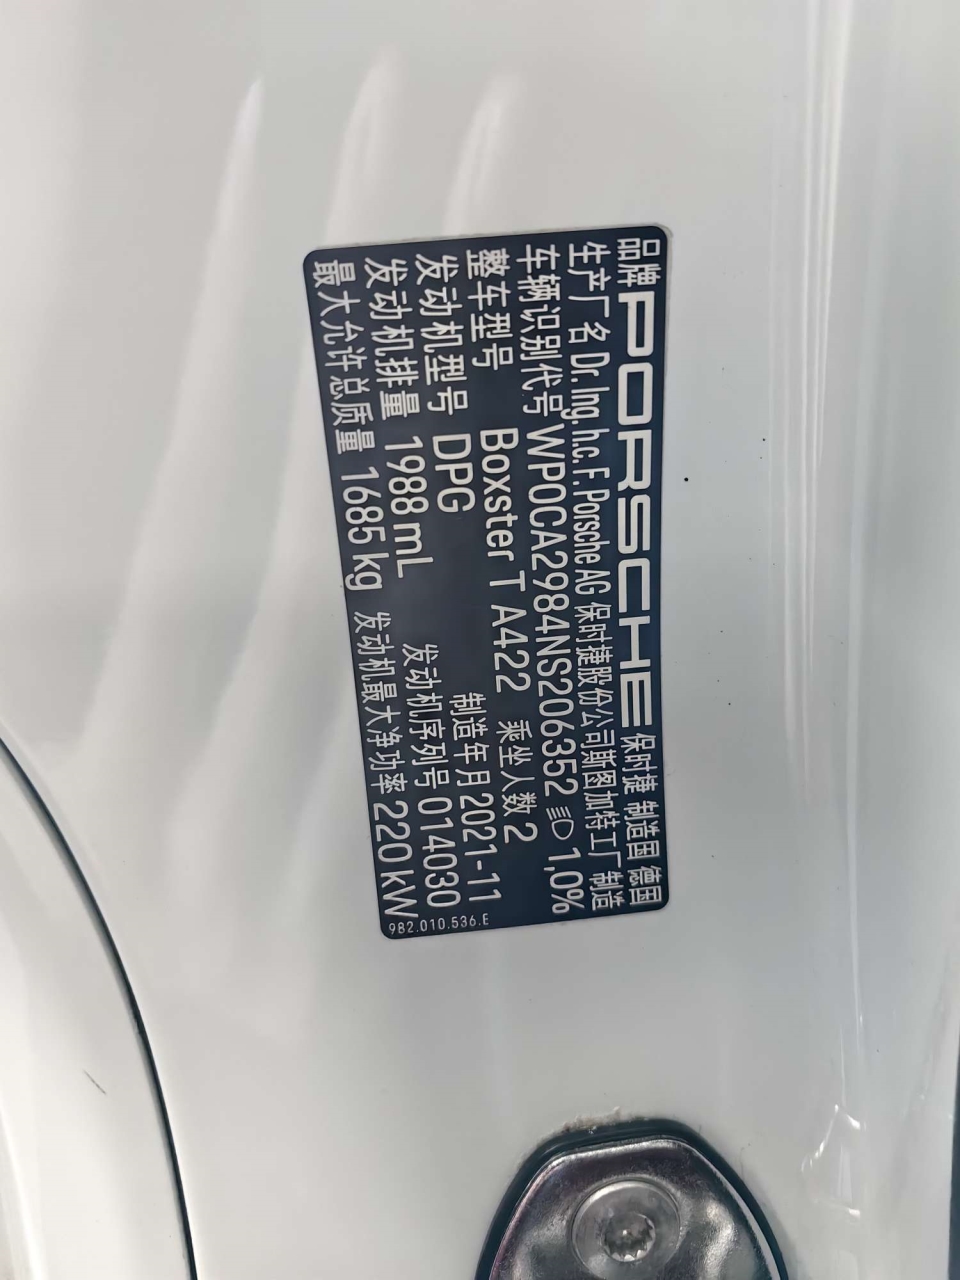 品牌 PORSCHE 保时捷 制造国 德国
生产厂名 Dr. Ing. h.c. F. Porsche AG 保时捷股份公司斯图加特工厂制造
车辆识别代号 WP0CA2984NS206352 1,0%
整车型号 Boxster T A422 乘坐人数 2
发动机型号 DPG 制造年月 2021-11
发动机排量 1988 mL 发动机序列号 014030
最大允许总质量 1685 kg 发动机最大净功率 220 kW
982.010.536.E